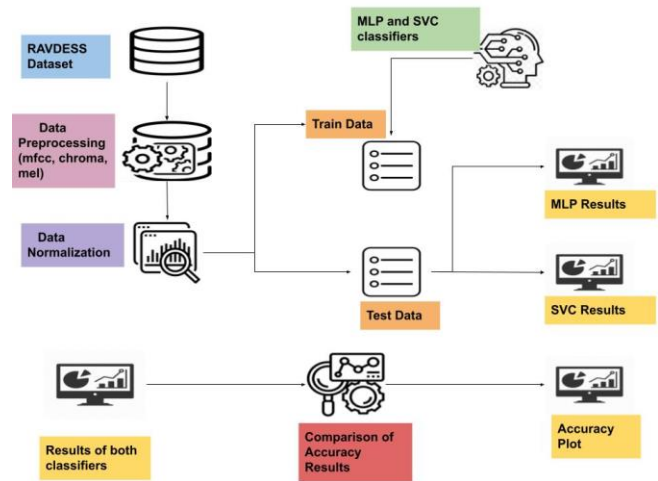 RAVDESS
Dataset
MLP and SVC
classifiers
Data
Preprocessing
(mfcc, chroma,
mel)
Train Data
Data
Normalization
MLP Results
Test Data
SVC Results
Results of both
classifiers
Comparison of
Accuracy
Results
Accuracy
Plot